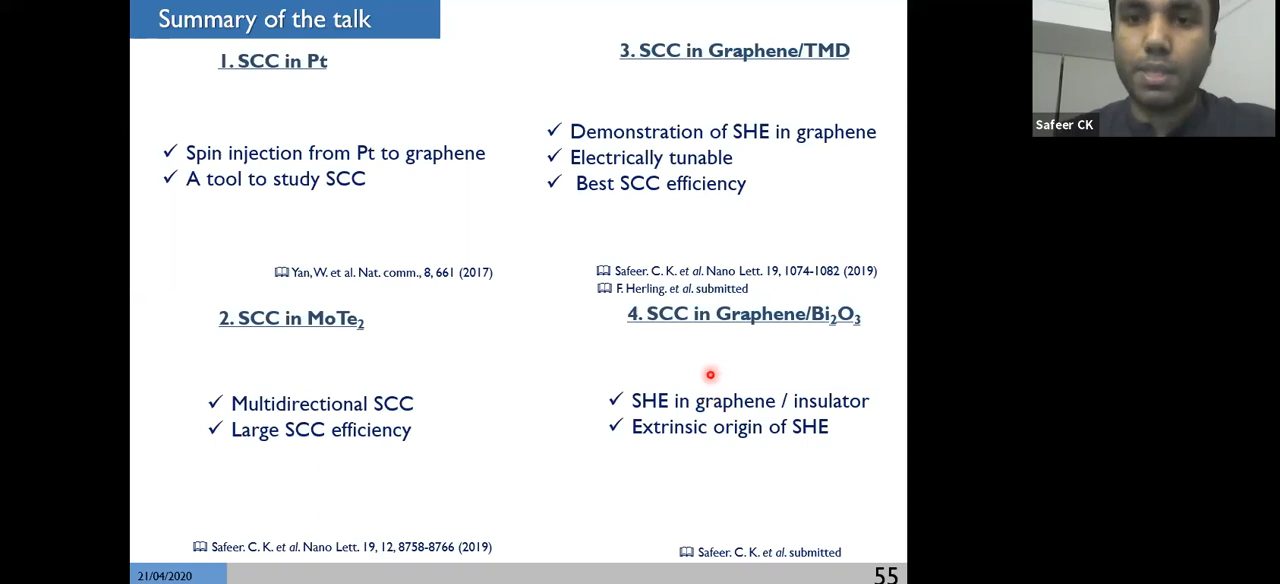 Summary of the talk
1. SCC in Pt
✓ Spin injection from Pt to graphene
✓ A tool to study SCC
Yan, W. et al. Nat. comm., 8, 661 (2017)
2. SCC in MoTe2
✓ Multidirectional SCC
✓ Large SCC efficiency
Safeer. C. K. et al. Nano Lett. 19, 12, 8758-8766 (2019)
3. SCC in Graphene/TMD
✓ Demonstration of SHE in graphene
✓ Electrically tunable
✓ Best SCC efficiency
Safeer. C. K. et al. Nano Lett. 19, 1074-1082 (2019)
F. Herling. et al. submitted
4. SCC in Graphene/Bi2O3
✓ SHE in graphene / insulator
✓ Extrinsic origin of SHE
Safeer. C. K. et al. submitted
21/04/2020
55
Safeer CK